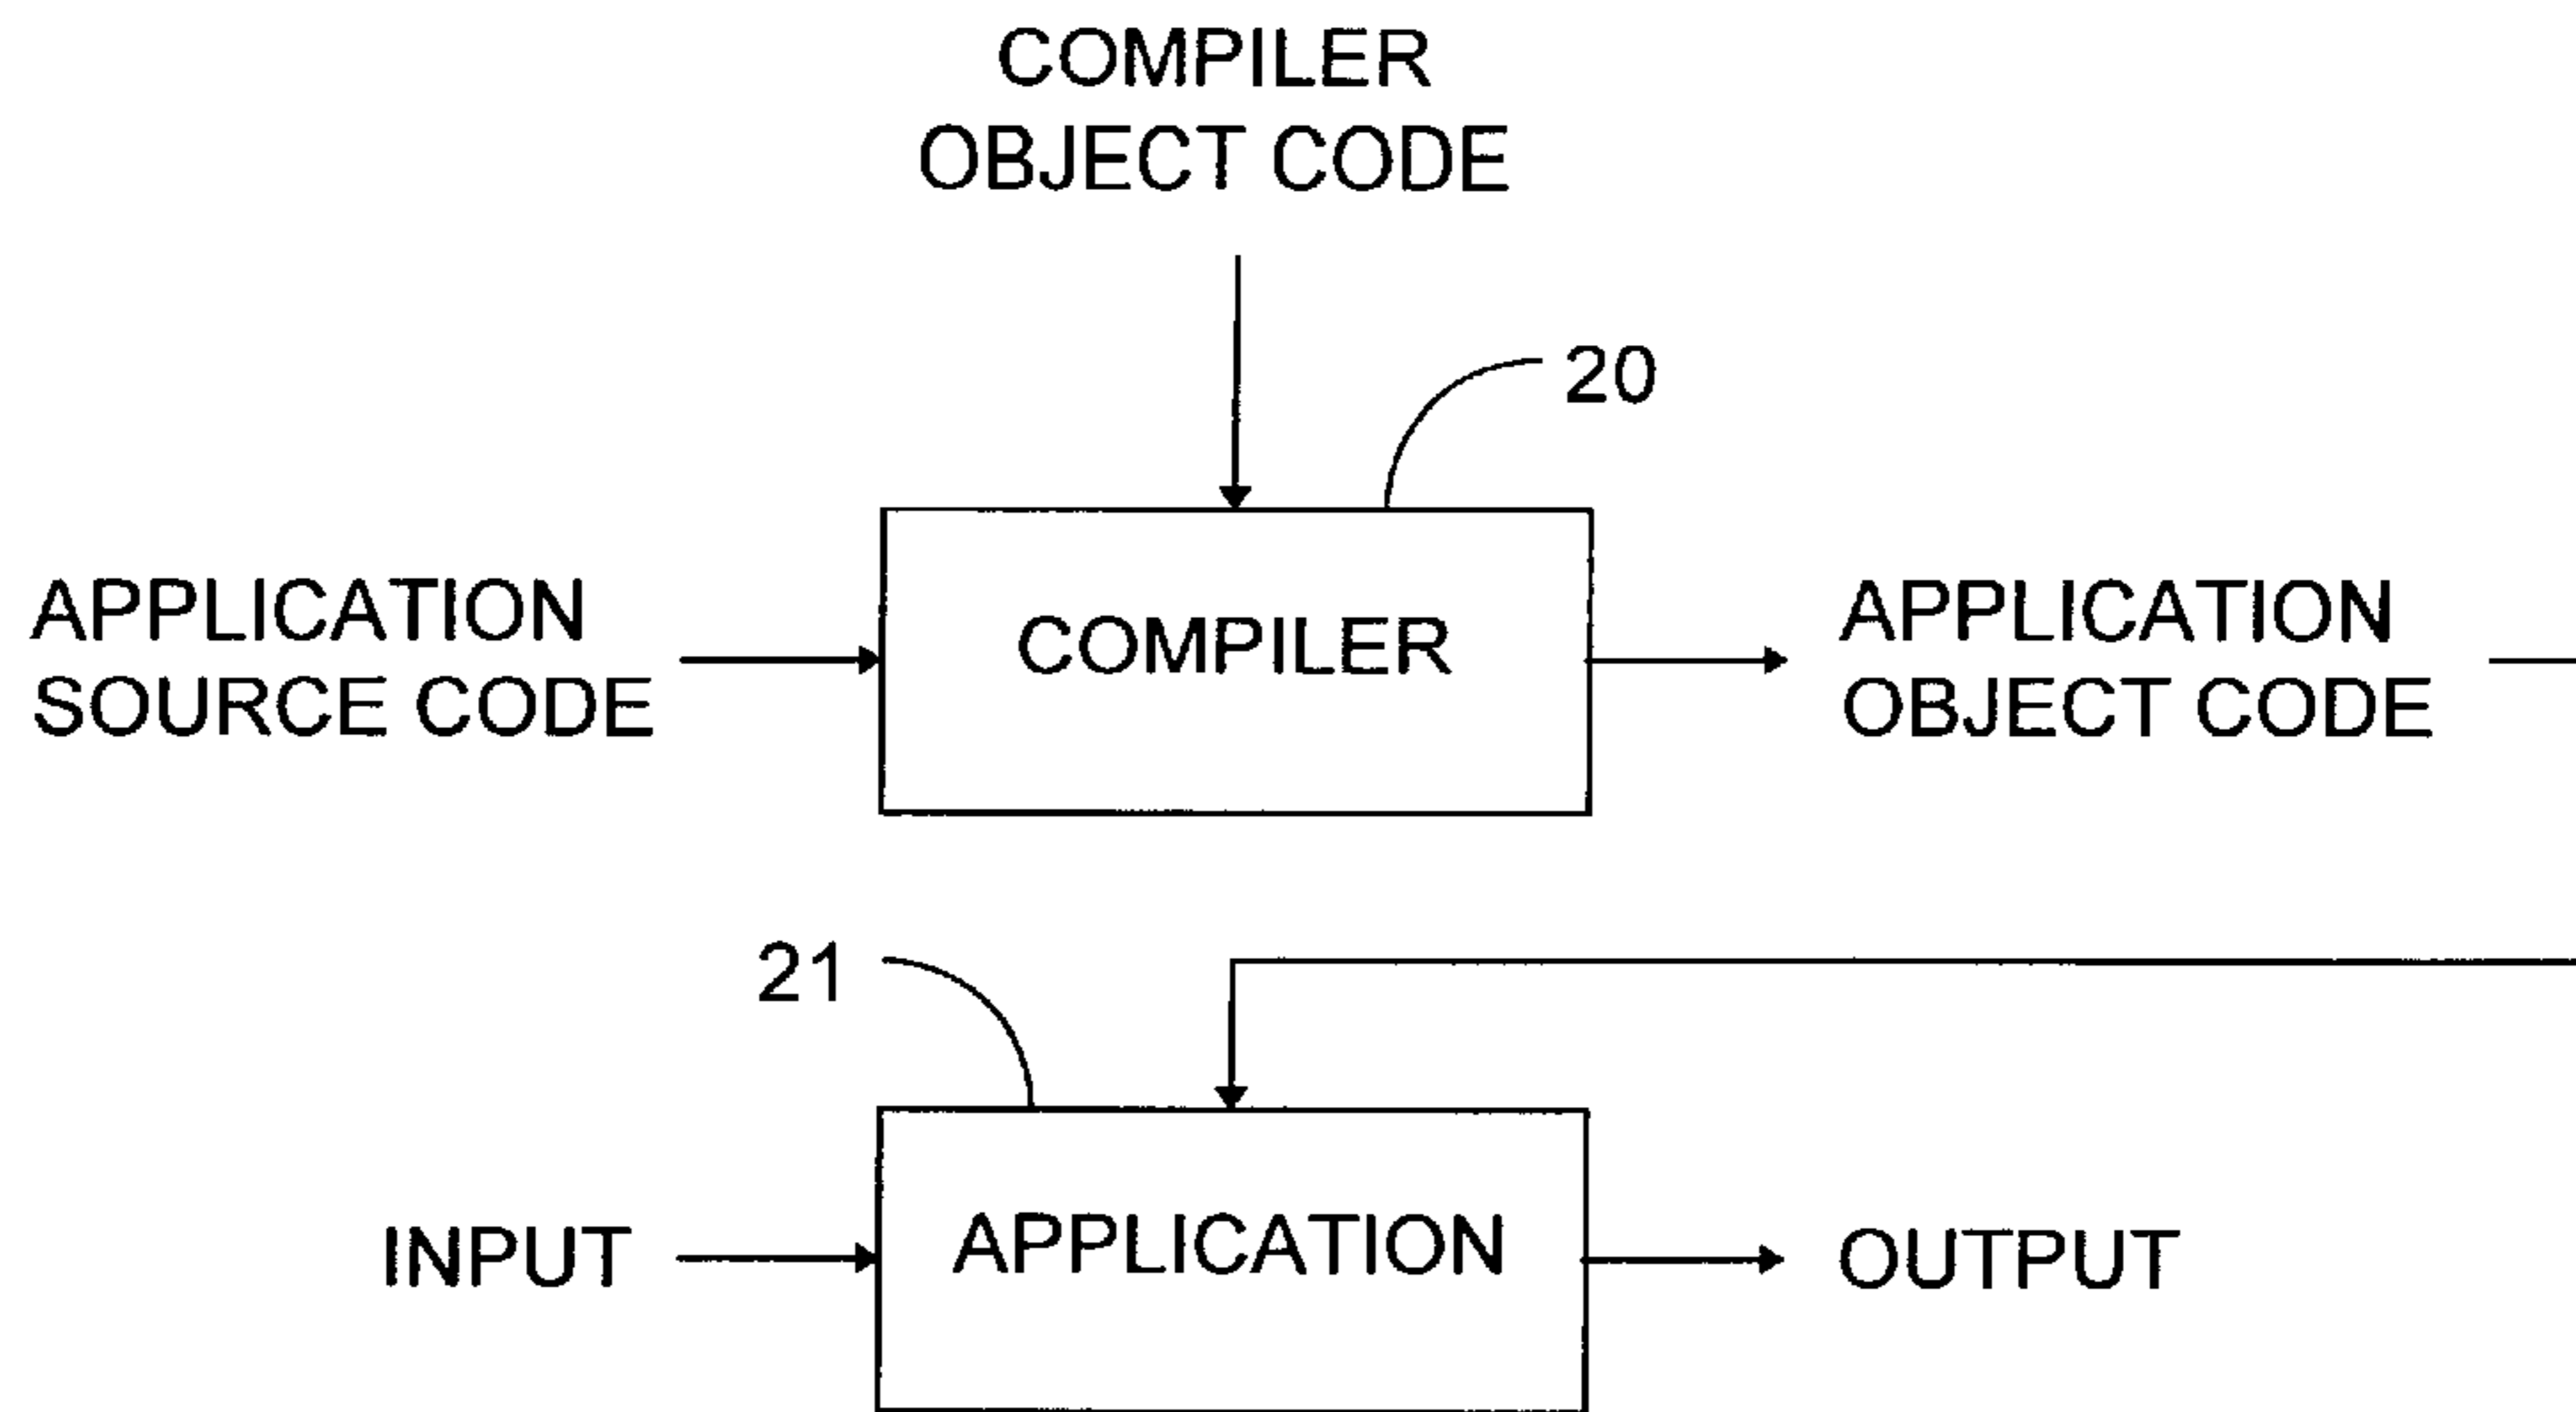 COMPILER
OBJECT CODE
20
APPLICATION
SOURCE CODE
COMPILER
APPLICATION
OBJECT CODE
21
INPUT
APPLICATION
OUTPUT